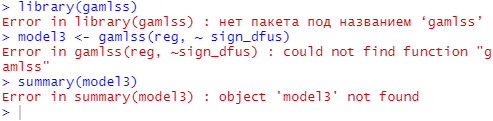 > library(gamlss)
Error in library(gamlss) : нет пакета под названием ‘gamlss’
> model3 <- gamlss(reg, ~ sign_dfus)
Error in gamlss(reg, ~sign_dfus) : could not find function "g
amlss"
> summary(model3)
Error in summary(model3) : object 'model3' not found
>